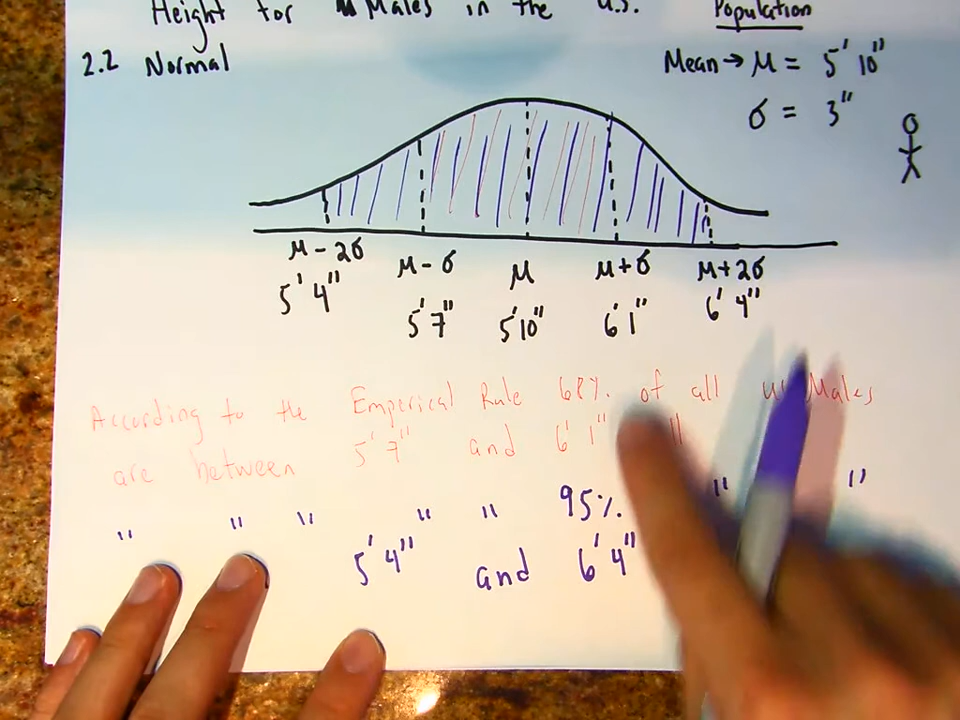 Height for Males in the U.S.
Population
2.2 Normal
Mean → μ = 5' 10"
σ = 3"
μ - 2σ μ - σ μ μ + σ μ + 2σ
5' 4" 5' 7" 5' 10" 6' 1" 6' 4"
According to the Emperical Rule 68% of all Males
are between 5' 7" and 6' 1"
" " " " " 95% " "
5' 4" and 6' 4"